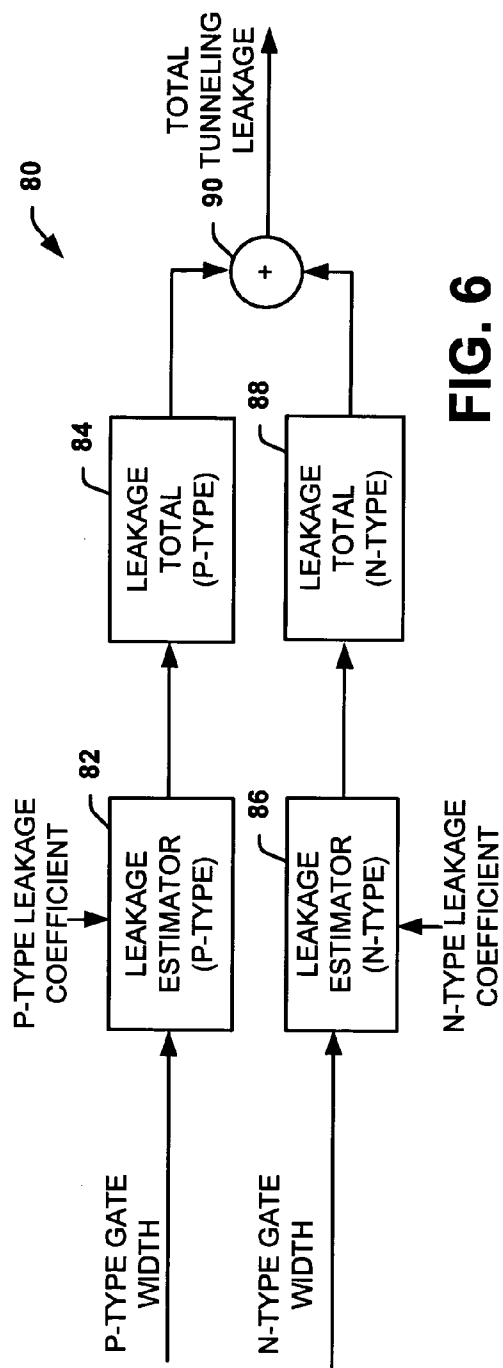 80
P-TYPE LEAKAGE
COEFFICIENT
P-TYPE GATE
WIDTH
82
LEAKAGE
ESTIMATOR
(P-TYPE)
84
LEAKAGE
TOTAL
(P-TYPE)
90
+
TOTAL
TUNNELING
LEAKAGE
N-TYPE GATE
WIDTH
86
LEAKAGE
ESTIMATOR
(N-TYPE)
88
LEAKAGE
TOTAL
(N-TYPE)
N-TYPE LEAKAGE
COEFFICIENT
FIG. 6